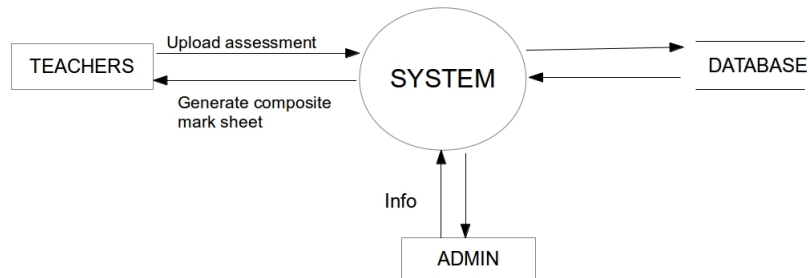 Upload assessment
TEACHERS
SYSTEM
DATABASE
Generate composite
mark sheet
Info
ADMIN